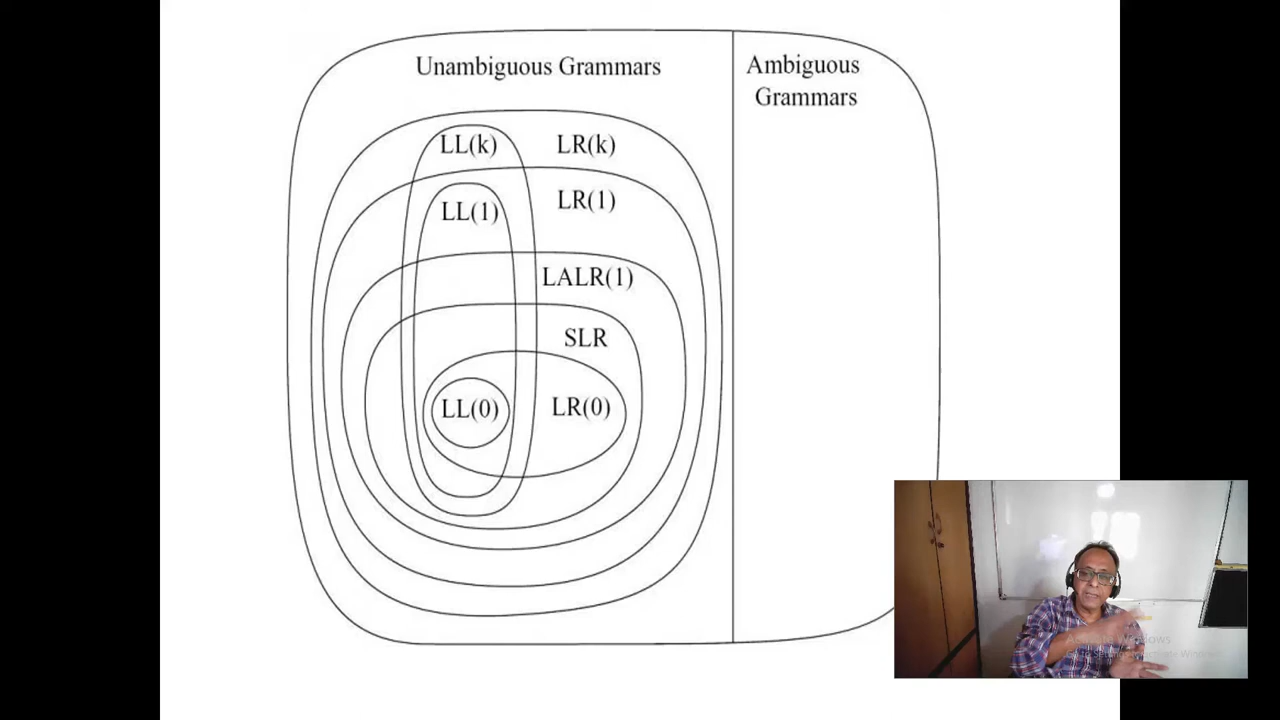 Unambiguous Grammars
Ambiguous
Grammars
LL(k)
LR(k)
LL(1)
LR(1)
LALR(1)
SLR
LL(0)
LR(0)